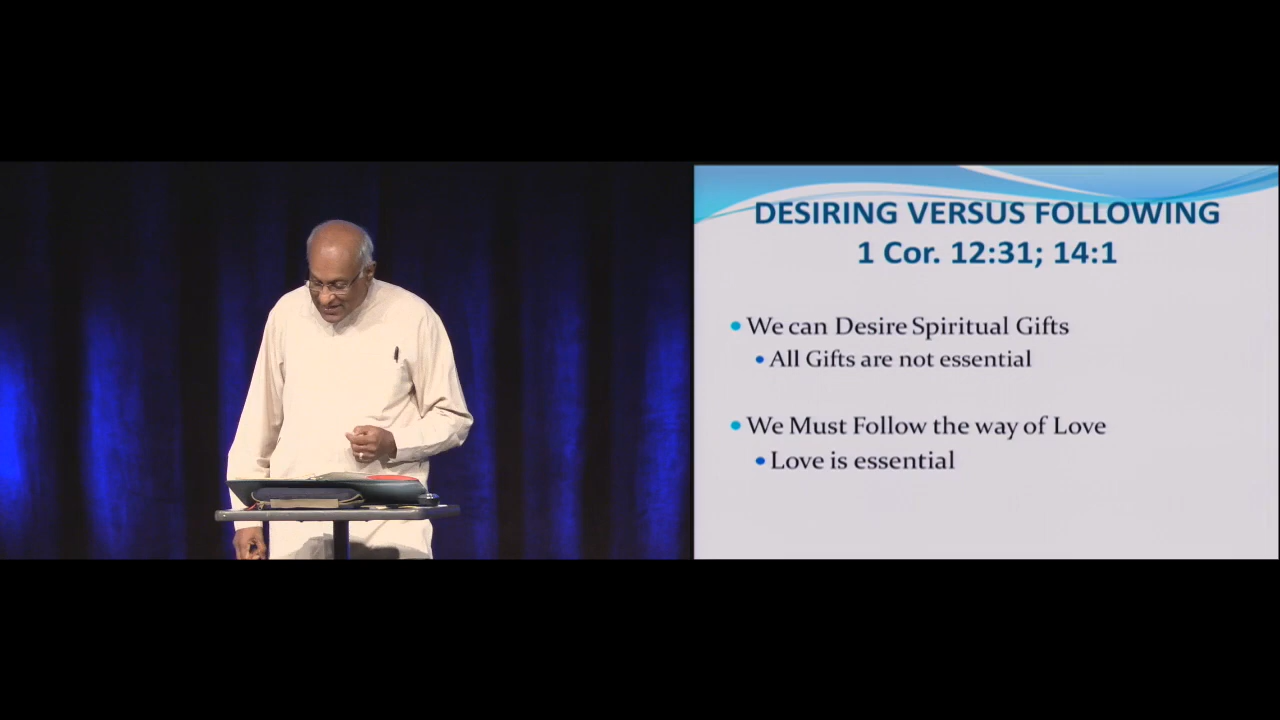 DESIRING VERSUS FOLLOWING
1 Cor. 12:31; 14:1
We can Desire Spiritual Gifts
All Gifts are not essential
We Must Follow the way of Love
Love is essential